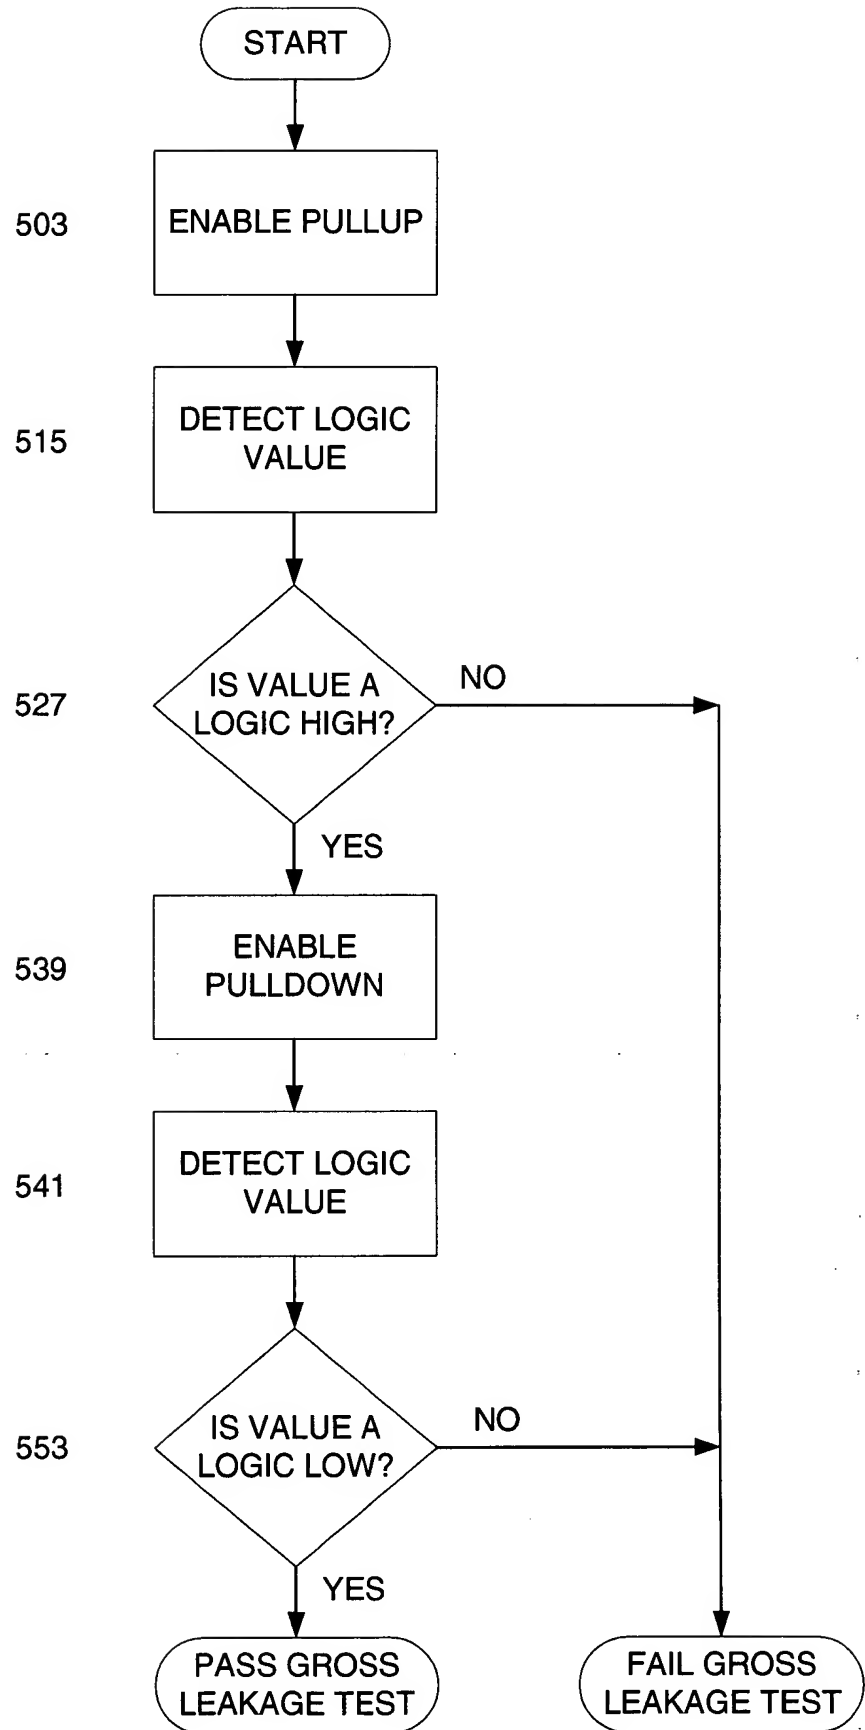 START
503
ENABLE PULLUP
515
DETECT LOGIC
VALUE
527
IS VALUE A
LOGIC HIGH?
NO
YES
539
ENABLE
PULLDOWN
541
DETECT LOGIC
VALUE
553
IS VALUE A
LOGIC LOW?
NO
YES
PASS GROSS
LEAKAGE TEST
FAIL GROSS
LEAKAGE TEST